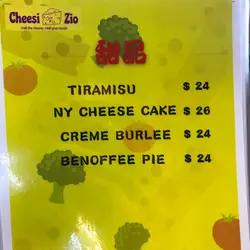 Cheesi Zio
甜品
TIRAMISU $ 24
NY CHEESE CAKE $ 26
CREME BURLEE $ 24
BENOFFEE PIE $ 24